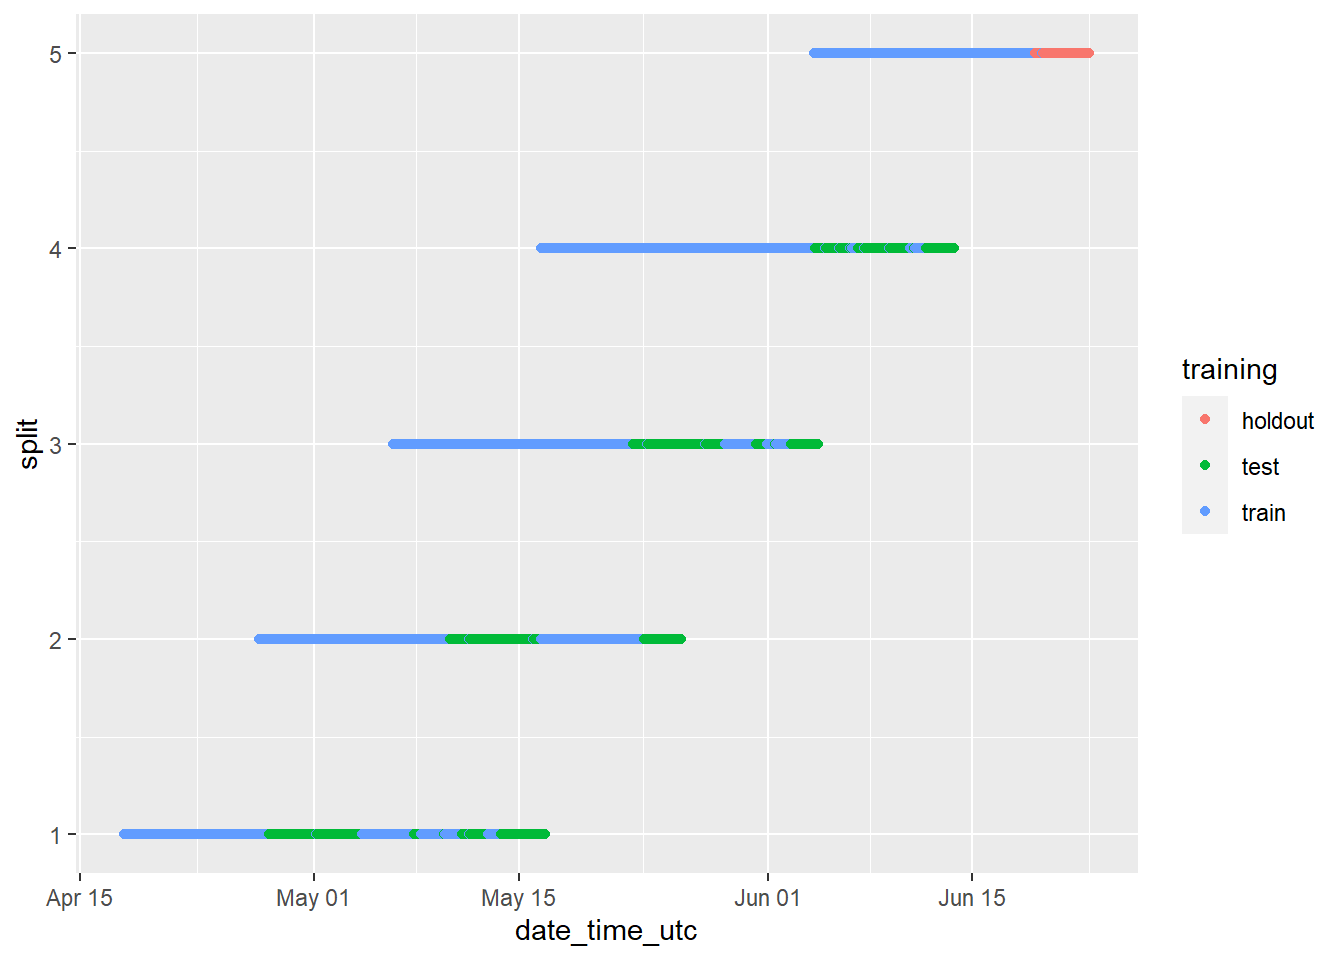 5
4
3
2
1
split
Apr 15
May 01
May 15
Jun 01
Jun 15
date_time_utc
training
holdout
test
train